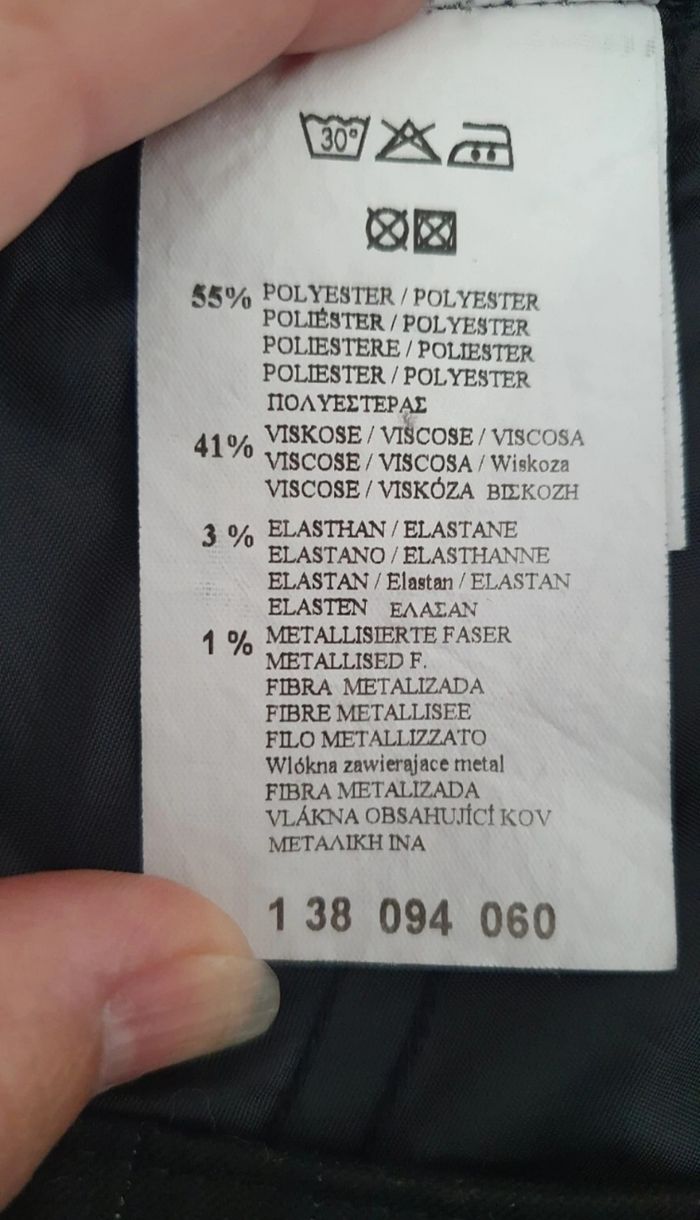 30°
55% POLYESTER / POLYESTER
POLIÉSTER / POLYESTER
POLIESTERE / POLIESTER
POLIESTER / POLYESTER
ΠΟΛΥΕΣΤΕΡΑΣ
41% VISKOSE / VISCOSE / VISCOSA
VISCOSE / VISCOSA / Wiskoza
VISCOSE / VISKÓZA ΒΙΣΚΟΖΗ
3 % ELASTHAN / ELASTANE
ELASTANO / ELASTHANNE
ELASTAN / Elastan / ELASTAN
ELASTEN ΕΛΑΣΑΝ
1 % METALLISIERTE FASER
METALLISED F.
FIBRA METALIZADA
FIBRE METALLISEE
FILO METALLIZZATO
Wlókna zawierajace metal
FIBRA METALIZADA
VLÁKNA OBSAHUJÍCÍ KOV
ΜΕΤΑΛΙΚΗ ΙΝΑ
1 38 094 060